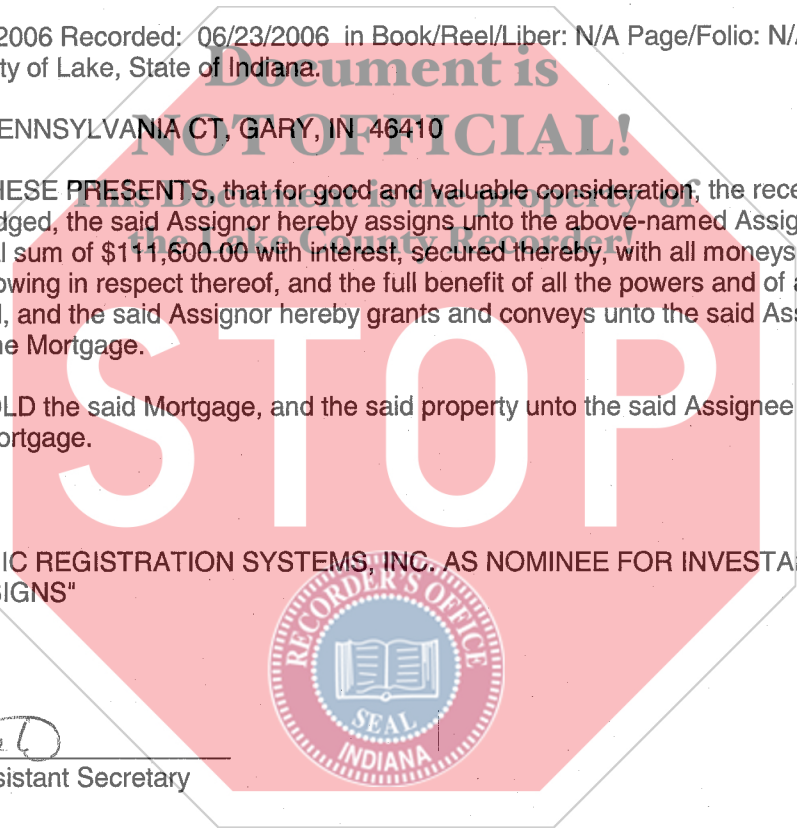 2006 Recorded: 06/23/2006 in Book/Reel/Liber: N/A Page/Folio: N/A
ty of Lake, State of Indiana.
Document is
ENNSYLVANIA CT, GARY, IN 46410
NOT OFFICIAL!
HESE PRESENTS, that for good and valuable consideration, the rece
This Document is the property of
dged, the said Assignor hereby assigns unto the above-named Assig
al sum of $111,600.00 with interest, secured thereby, with all moneys
the Lake County Recorder!
owing in respect thereof, and the full benefit of all the powers and of a
l, and the said Assignor hereby grants and conveys unto the said Ass
he Mortgage.
STOP
OLD the said Mortgage, and the said property unto the said Assignee
ortgage.
IC REGISTRATION SYSTEMS, INC. AS NOMINEE FOR INVESTA
SIGNS"
RECORDER'S OFFICE
SEAL
INDIANA
sistant Secretary